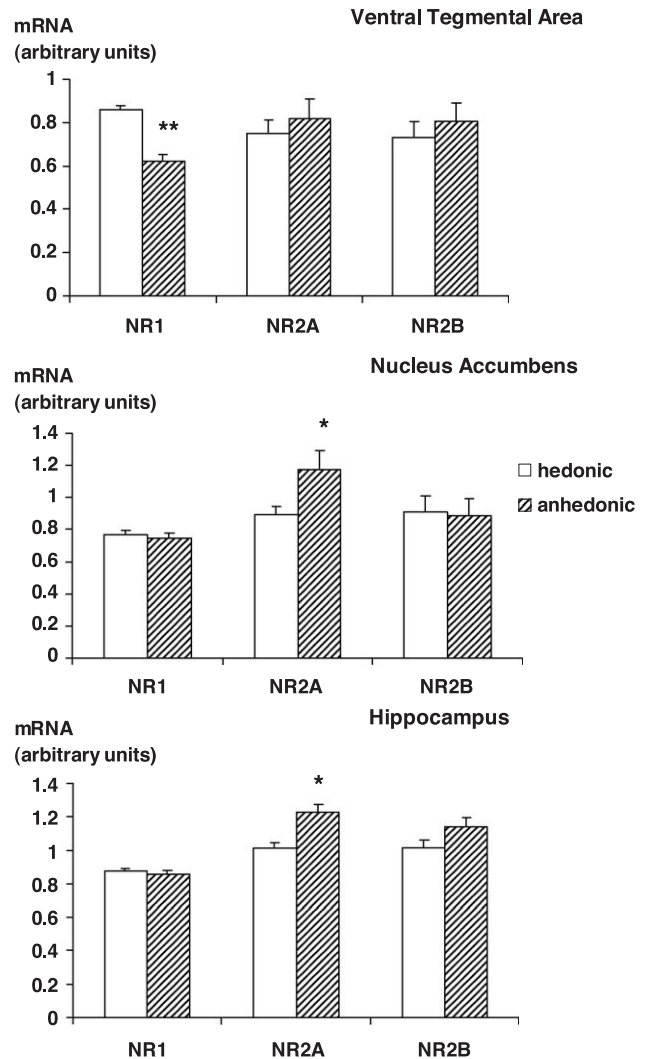 Ventral Tegmental Area
mRNA
(arbitrary units)
1
0.8
0.6
0.4
0.2
0
**
NR1 NR2A NR2B
Nucleus Accumbens
mRNA
(arbitrary units)
1.4
1.2
1
0.8
0.6
0.4
0.2
0
*
hedonic
anhedonic
NR1 NR2A NR2B
Hippocampus
mRNA
(arbitrary units)
1.4
1.2
1
0.8
0.6
0.4
0.2
0
*
NR1 NR2A NR2B